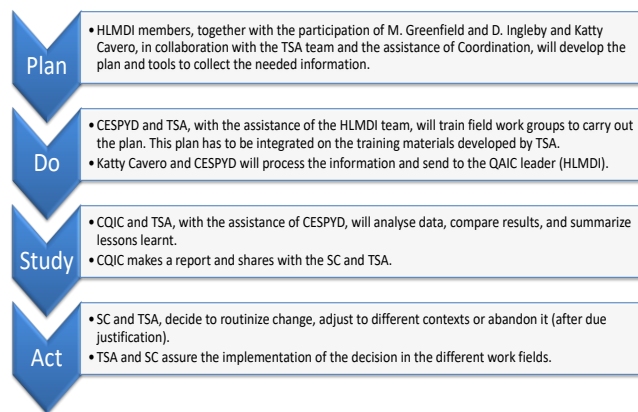 Plan
• HLMDI members, together with the participation of M. Greenfield and D. Ingleby and Katty
Cavero, in collaboration with the TSA team and the assistance of Coordination, will develop the
plan and tools to collect the needed information.
Do
• CESPYD and TSA, with the assistance of the HLMDI team, will train field work groups to carry out
the plan. This plan has to be integrated on the training materials developed by TSA.
• Katty Cavero and CESPYD will process the information and send to the QAIC leader (HLMDI).
Study
• CQIC and TSA, with the assistance of CESPYD, will analyse data, compare results, and summarize
lessons learnt.
• CQIC makes a report and shares with the SC and TSA.
Act
• SC and TSA, decide to routinize change, adjust to different contexts or abandon it (after due
justification).
• TSA and SC assure the implementation of the decision in the different work fields.